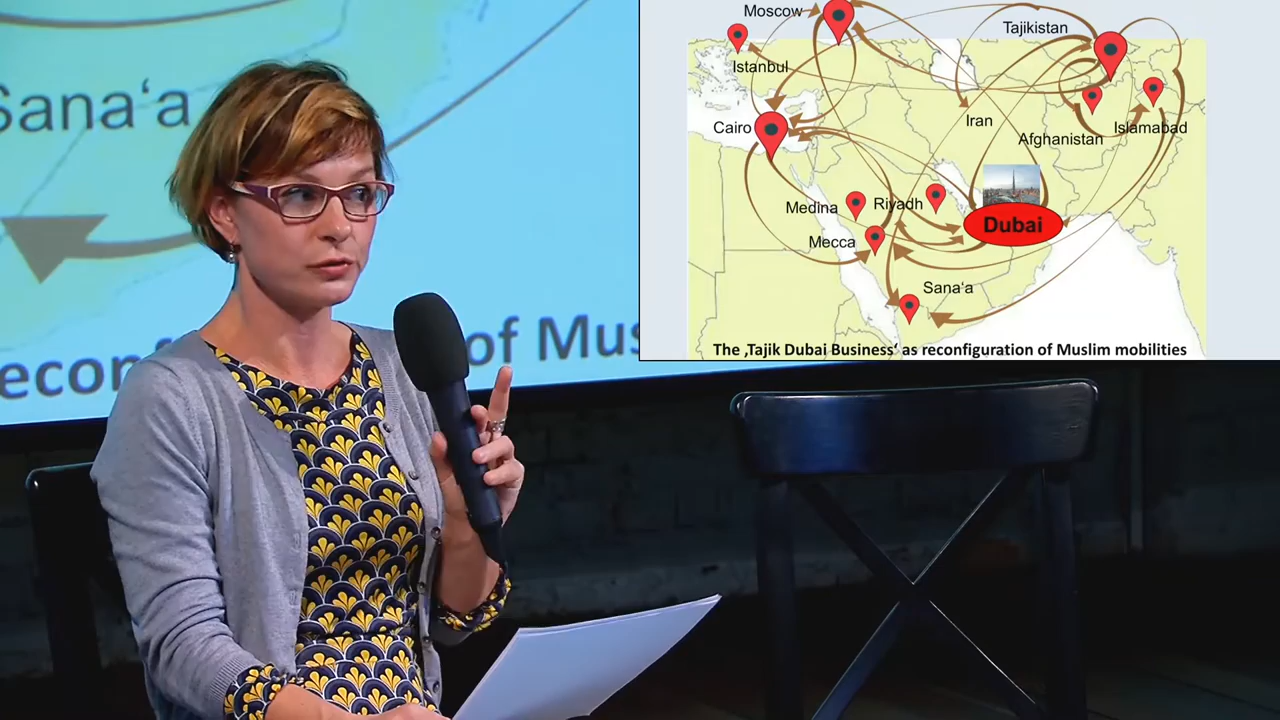 Sana‘a
econ
of Mus
Moscow
Tajikistan
Istanbul
Cairo
Iran
Afghanistan
Islamabad
Medina
Riyadh
Dubai
Mecca
Sana‘a
The ‚Tajik Dubai Business‘ as reconfiguration of Muslim mobilities